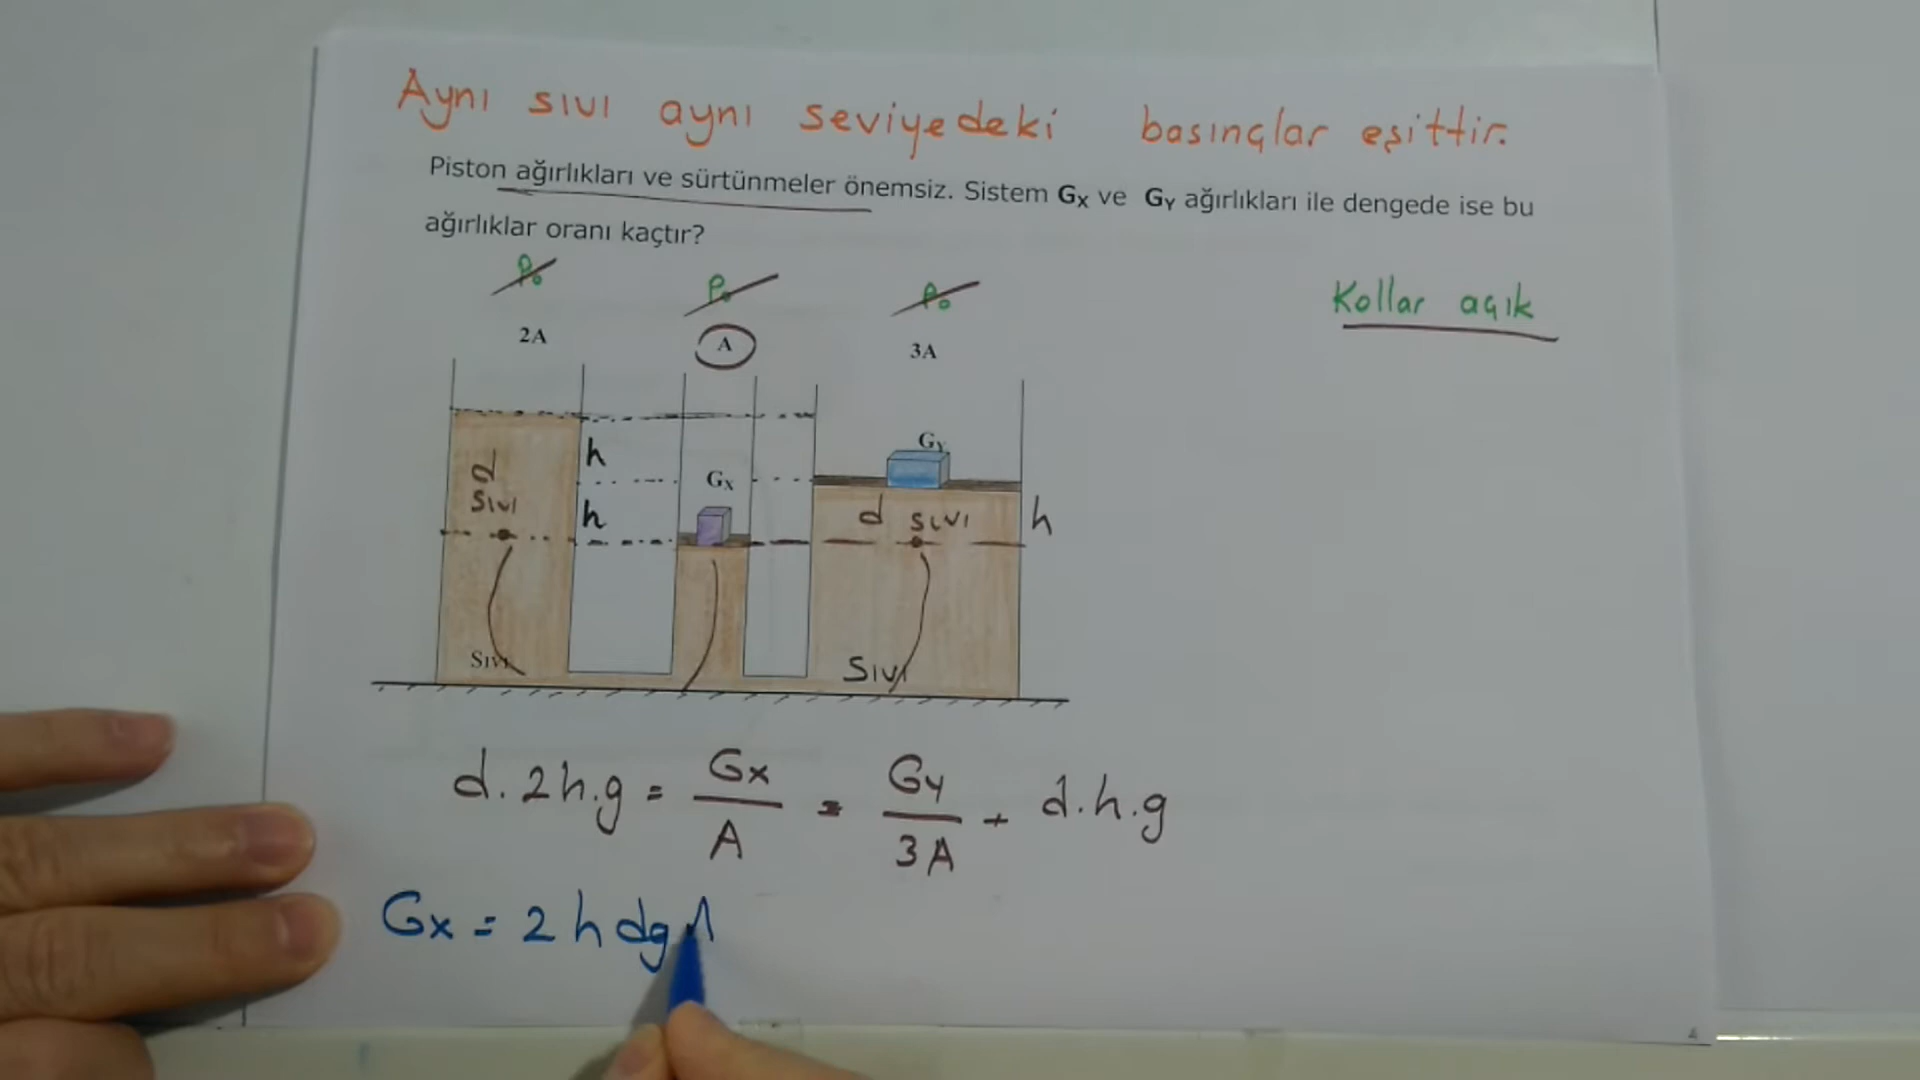 Aynı sıvı aynı seviyedeki basınçlar eşittir.
Piston ağırlıkları ve sürtünmeler önemsiz. Sistem Gx ve GY ağırlıkları ile dengede ise bu
ağırlıklar oranı kaçtır?
P₀ P₀ P₀
Kollar açık
2A A 3A
h
GY
d
sıvı
Gx
h
d sıvı
h
Sıvı
Sıvı
d.2h.g = Gx/A = Gy/3A + d.h.g
Gx = 2hdgA
4